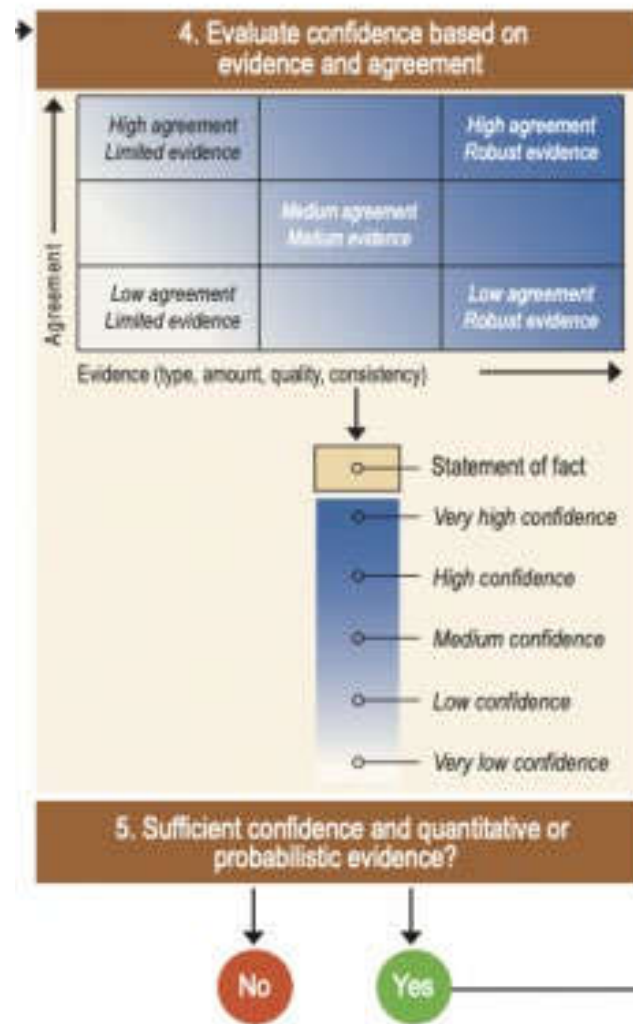 4. Evaluate confidence based on
evidence and agreement
High agreement
Limited evidence
High agreement
Robust evidence
Medium agreement
Medium evidence
Low agreement
Limited evidence
Low agreement
Robust evidence
Agreement
Evidence (type, amount, quality, consistency)
Statement of fact
Very high confidence
High confidence
Medium confidence
Low confidence
Very low confidence
5. Sufficient confidence and quantitative or
probabilistic evidence?
No
Yes